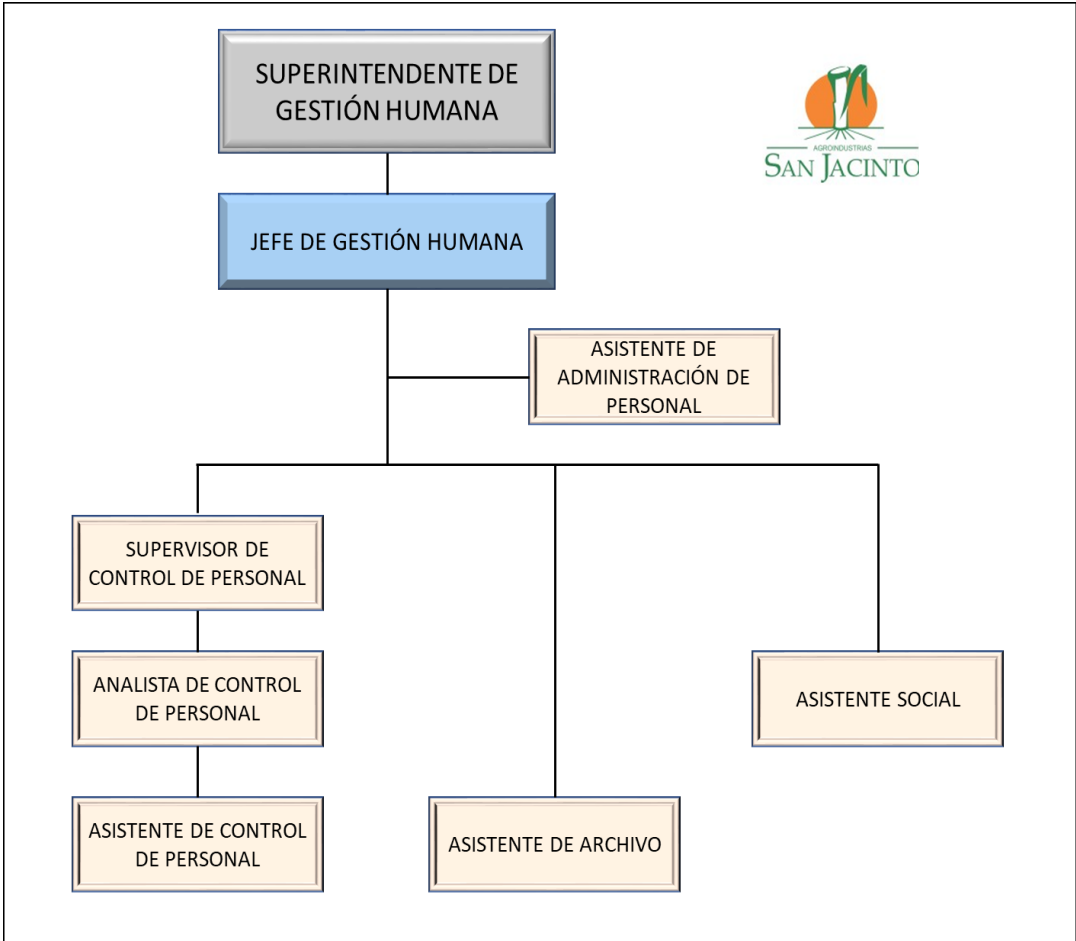 SUPERINTENDENTE DE
GESTIÓN HUMANA
AGROINDUSTRIAS
SAN JACINTO
JEFE DE GESTIÓN HUMANA
ASISTENTE DE
ADMINISTRACIÓN DE
PERSONAL
SUPERVISOR DE
CONTROL DE PERSONAL
ANALISTA DE CONTROL
DE PERSONAL
ASISTENTE SOCIAL
ASISTENTE DE CONTROL
DE PERSONAL
ASISTENTE DE ARCHIVO